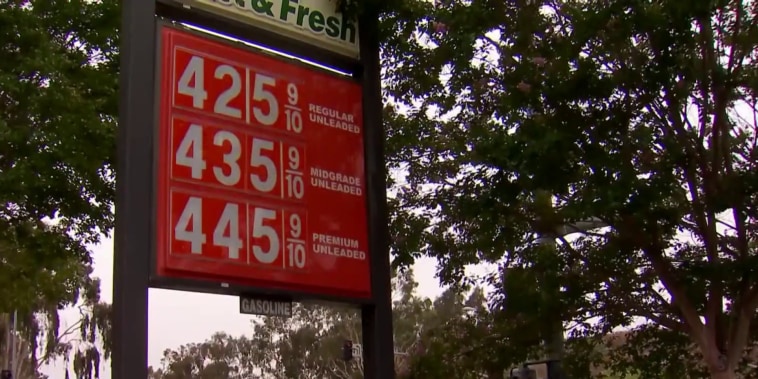 & Fresh
425 9/10 REGULAR UNLEADED
435 9/10 MIDGRADE UNLEADED
445 9/10 PREMIUM UNLEADED
GASOLINE